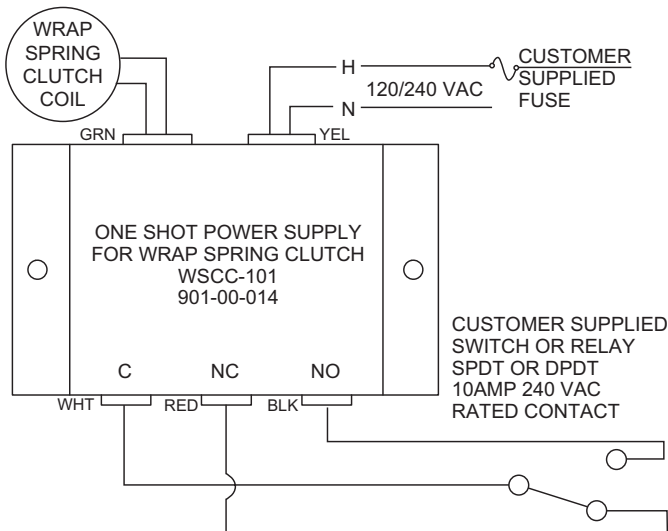 WRAP
SPRING
CLUTCH
COIL
H
N
120/240 VAC
CUSTOMER
SUPPLIED
FUSE
GRN
YEL
ONE SHOT POWER SUPPLY
FOR WRAP SPRING CLUTCH
WSCC-101
901-00-014
C NC NO
WHT RED BLK
CUSTOMER SUPPLIED
SWITCH OR RELAY
SPDT OR DPDT
10AMP 240 VAC
RATED CONTACT